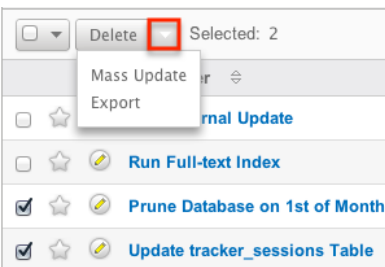 Delete Selected: 2
Mass Update
Export
er
rnal Update
Run Full-text Index
Prune Database on 1st of Month
Update tracker_sessions Table